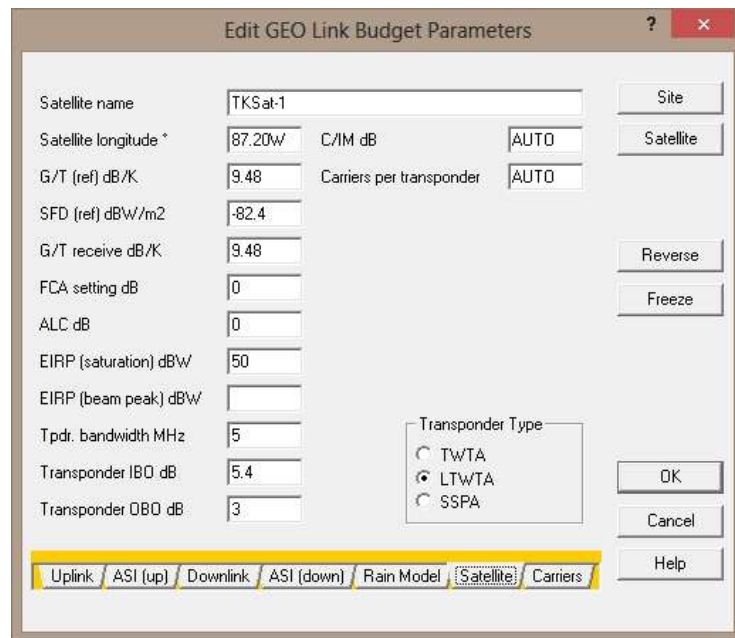 Edit GEO Link Budget Parameters ? ×
Satellite name TKSat-1 Site
Satellite longitude ° 87.20W C/IM dB AUTO Satellite
G/T (ref) dB/K 9.48 Carriers per transponder AUTO
SFD (ref) dBW/m2 -82.4
G/T receive dB/K 9.48 Reverse
FCA setting dB 0 Freeze
ALC dB 0
EIRP (saturation) dBW 50
EIRP (beam peak) dBW
Tpdr. bandwidth MHz 5 Transponder Type
TWTA
Transponder IBO dB 5.4 LTWTA OK
SSPA
Transponder OBO dB 3 Cancel
Help
Uplink ASI (up) Downlink ASI (down) Rain Model Satellite Carriers